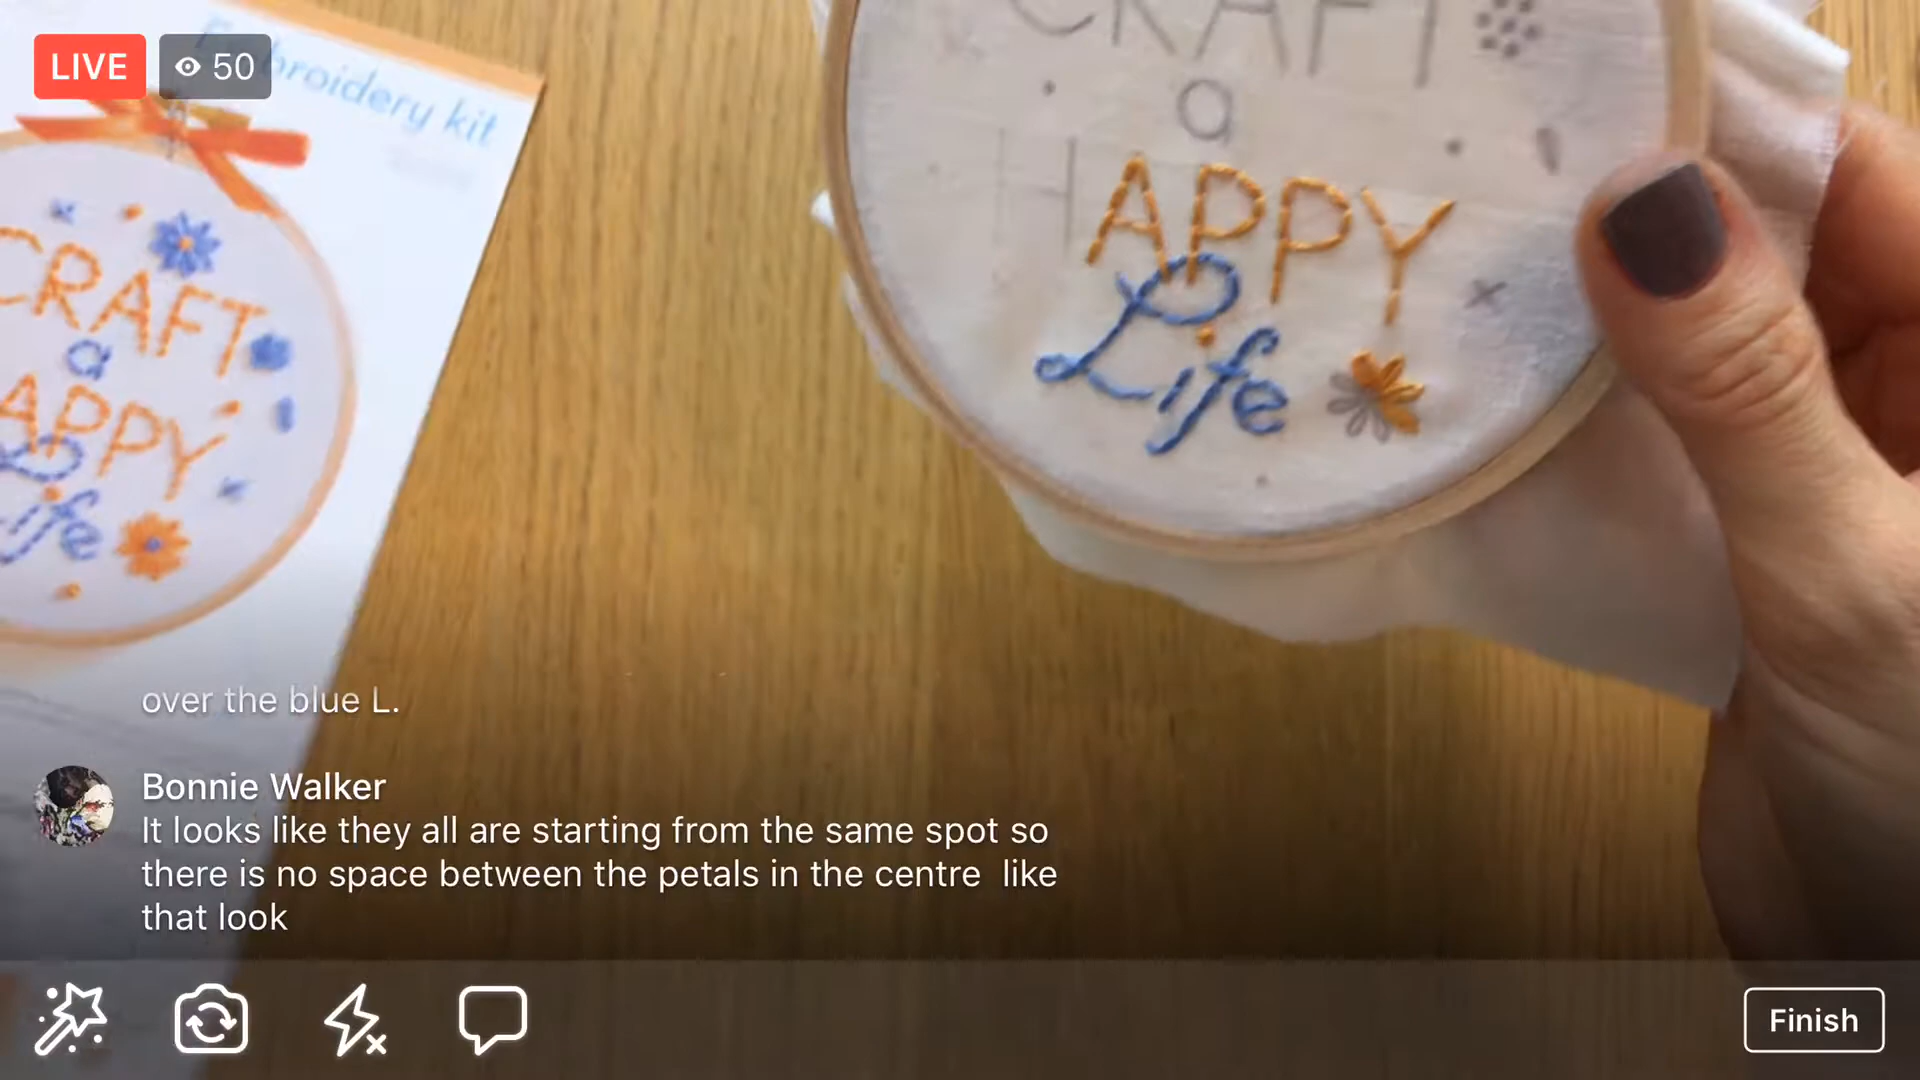 LIVE
50
Embroidery kit
CRAFT
a
APPY
Life
CRAFT
a
HAPPY
Life
over the blue L.
Bonnie Walker
It looks like they all are starting from the same spot so
there is no space between the petals in the centre  like
that look
Finish